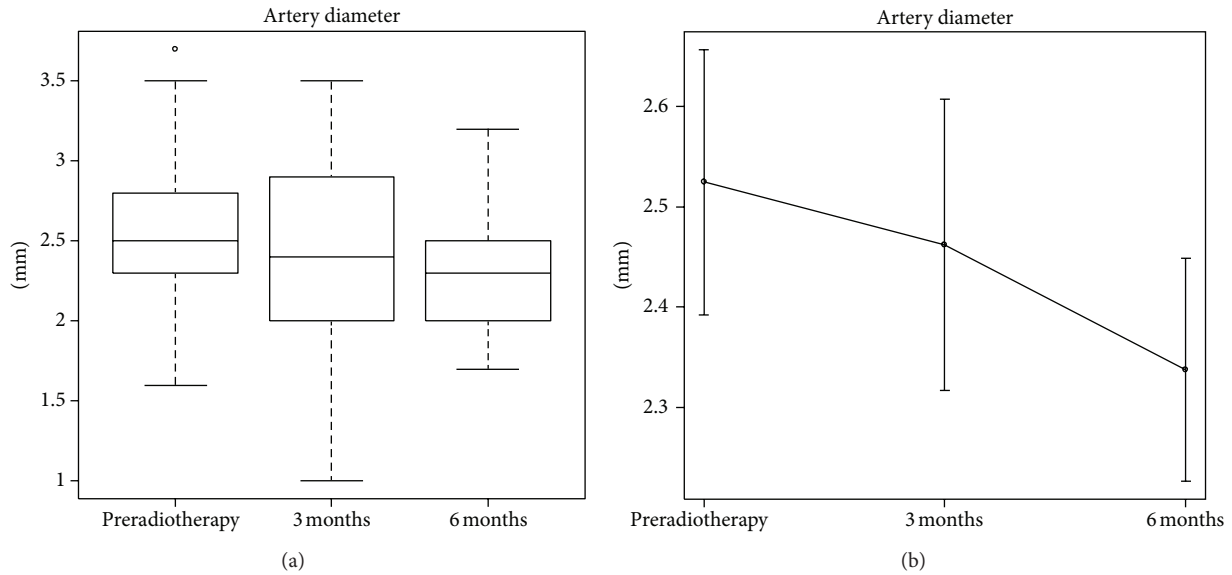 Artery diameter
3.5
3
2.5
2
1.5
1
(mm)
Preradiotherapy
3 months
6 months
(a)
Artery diameter
2.6
2.5
2.4
2.3
(mm)
Preradiotherapy
3 months
6 months
(b)